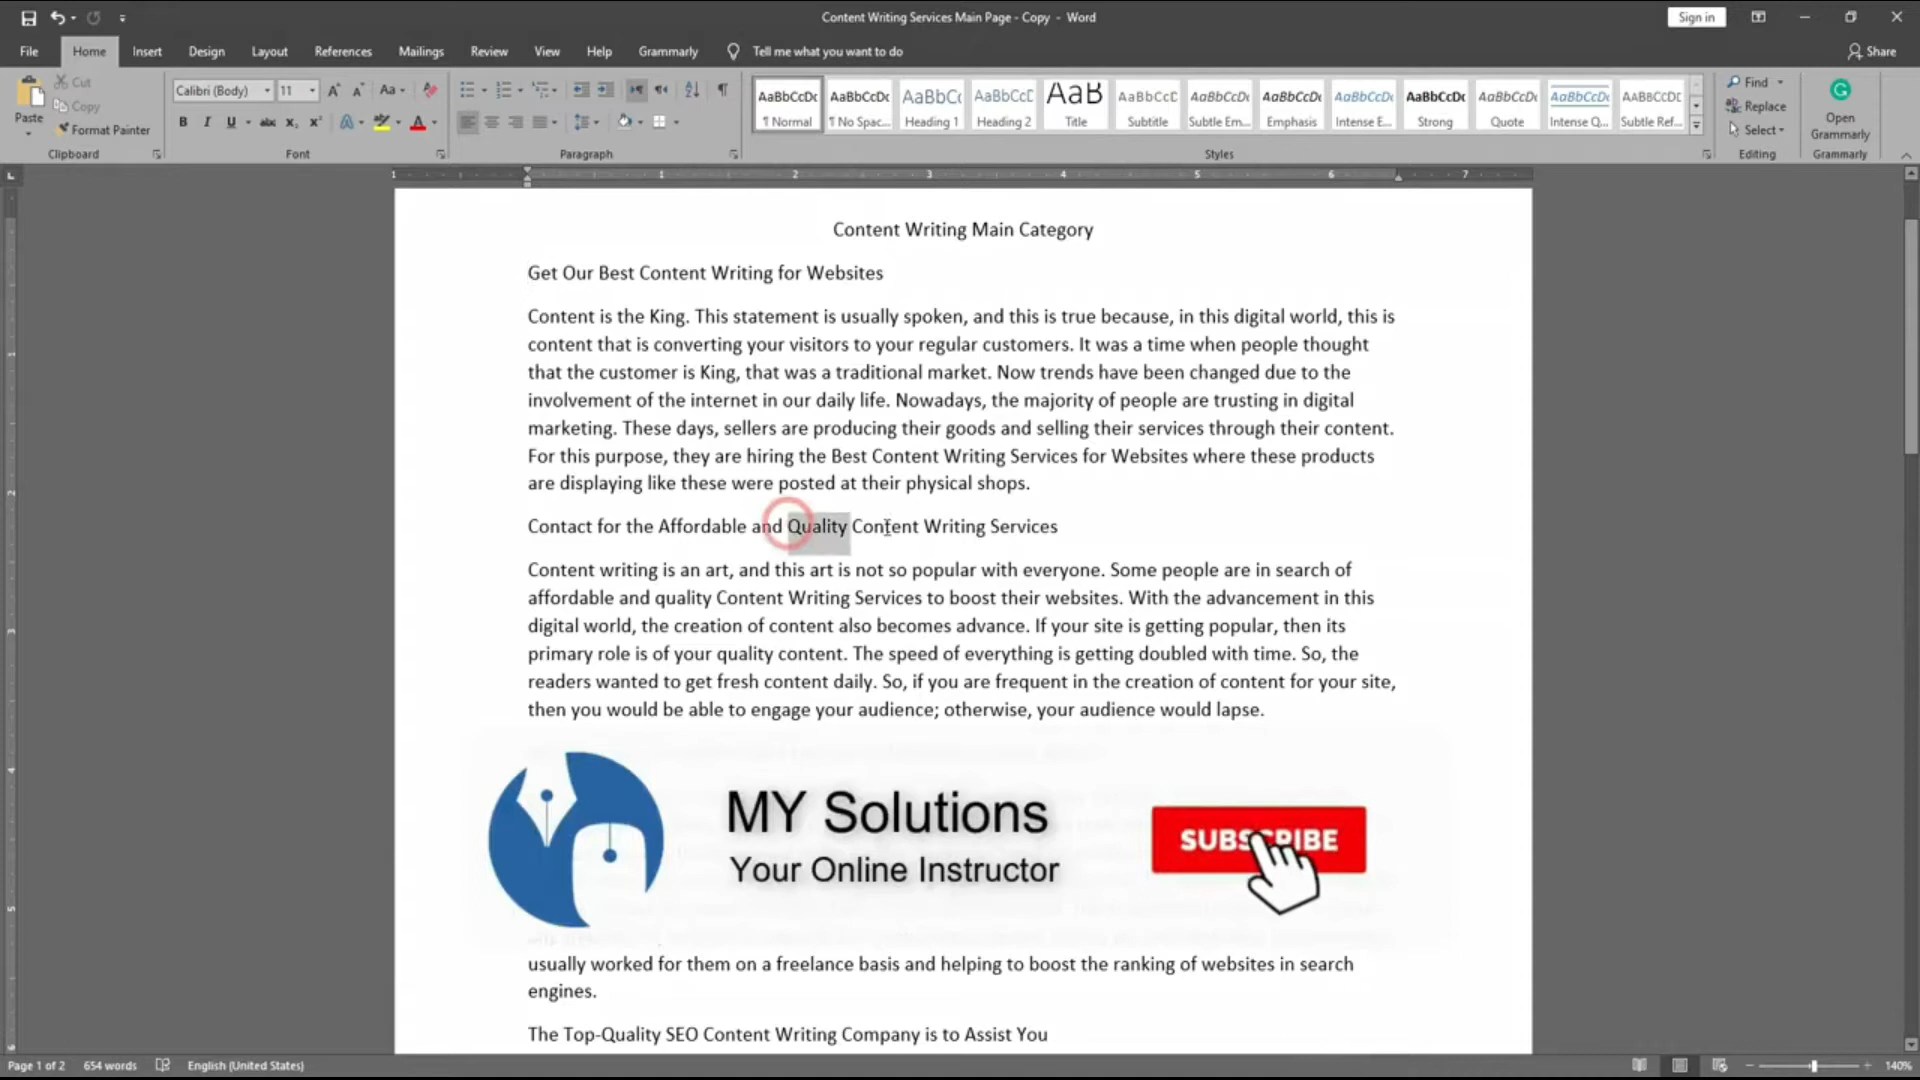 Content Writing Services Main Page - Copy - Word
Sign in
File Home Insert Design Layout References Mailings Review View Help Grammarly Tell me what you want to do Share
Cut
Copy
Format Painter
Paste
Calibri (Body) 11
AaBbCcDc AaBbCcDc AaBbCc AaBbCcD AaB AaBbCcD AaBbCcDc AaBbCcDc AaBbCcDc AaBbCcDc AaBbCcDc AaBbCcDc AaBbCcDc
¶ Normal ¶ No Spac... Heading 1 Heading 2 Title Subtitle Subtle Em... Emphasis Intense E... Strong Quote Intense Q... Subtle Ref...
Find
Replace
Select
Open
Grammarly
Clipboard Font Paragraph Styles Editing Grammarly
1 1 2 3 4 5 6 7
Content Writing Main Category
Get Our Best Content Writing for Websites
Content is the King. This statement is usually spoken, and this is true because, in this digital world, this is
content that is converting your visitors to your regular customers. It was a time when people thought
that the customer is King, that was a traditional market. Now trends have been changed due to the
involvement of the internet in our daily life. Nowadays, the majority of people are trusting in digital
marketing. These days, sellers are producing their goods and selling their services through their content.
For this purpose, they are hiring the Best Content Writing Services for Websites where these products
are displaying like these were posted at their physical shops.
Contact for the Affordable and Quality Content Writing Services
Content writing is an art, and this art is not so popular with everyone. Some people are in search of
affordable and quality Content Writing Services to boost their websites. With the advancement in this
digital world, the creation of content also becomes advance. If your site is getting popular, then its
primary role is of your quality content. The speed of everything is getting doubled with time. So, the
readers wanted to get fresh content daily. So, if you are frequent in the creation of content for your site,
then you would be able to engage your audience; otherwise, your audience would lapse.
MY Solutions
Your Online Instructor
SUBSCRIBE
usually worked for them on a freelance basis and helping to boost the ranking of websites in search
engines.
The Top-Quality SEO Content Writing Company is to Assist You
Page 1 of 2 654 words English (United States) 140%